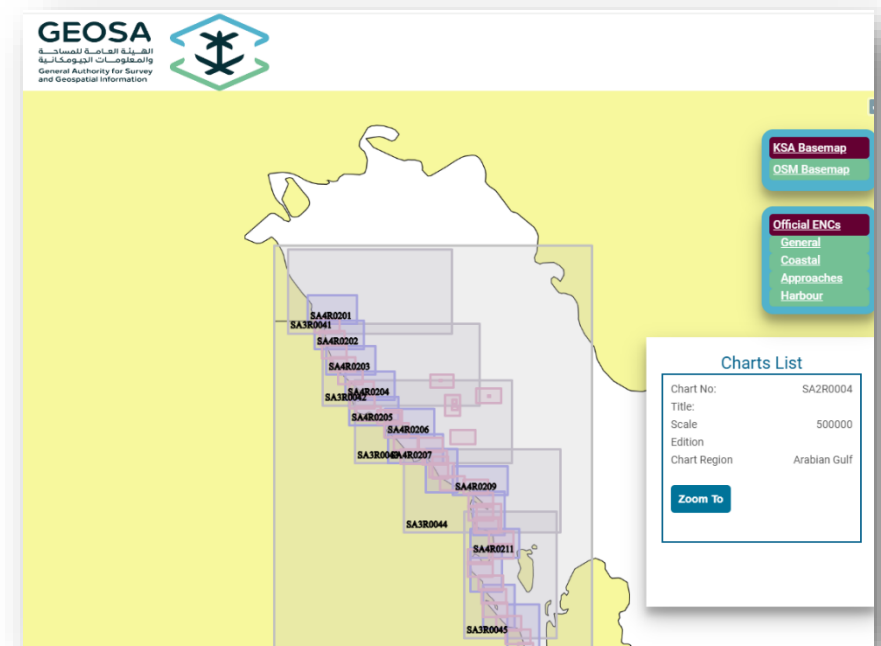 GEOSA
الهيئة العامة للمساحة
والمعلومات الجيومكانية
General Authority for Survey
and Geospatial Information
KSA Basemap
OSM Basemap
Official ENCs
General
Coastal
Approaches
Harbour
SA4R0201
SA3R0041
SA4R0202
SA4R0203
SA4R0204
SA3R0042
SA4R0205
SA4R0206
SA4R0207
SA4R0209
SA3R0044
SA4R0211
SA3R0045
Charts List
Chart No: SA2R0004
Title:
Scale 500000
Edition
Chart Region Arabian Gulf
Zoom To